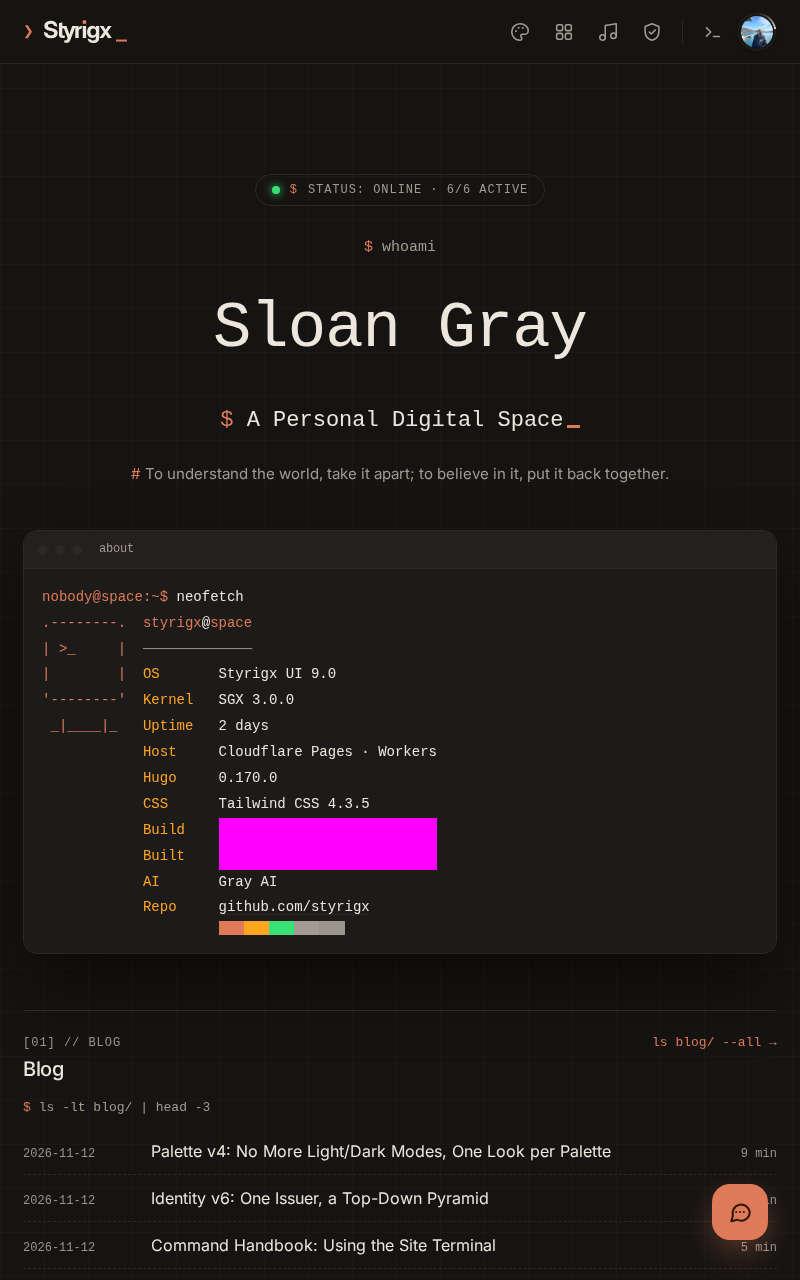 ❯ Styrigx _
$ STATUS: ONLINE · 6/6 ACTIVE
$ whoami
Sloan Gray
$ A Personal Digital Space_
# To understand the world, take it apart; to believe in it, put it back together.
about
nobody@space:~$ neofetch
.--------.  styrigx@space
| >_     |  ─────────────
|        |  OS       Styrigx UI 9.0
'--------'  Kernel   SGX 3.0.0
 _|____|_   Uptime   2 days
Host     Cloudflare Pages · Workers
Hugo     0.170.0
CSS      Tailwind CSS 4.3.5
Build
Built
AI       Gray AI
Repo     github.com/styrigx
[01] // BLOG
ls blog/ --all →
Blog
$ ls -lt blog/ | head -3
2026-11-12 Palette v4: No More Light/Dark Modes, One Look per Palette 9 min
2026-11-12 Identity v6: One Issuer, a Top-Down Pyramid
2026-11-12 Command Handbook: Using the Site Terminal 5 min